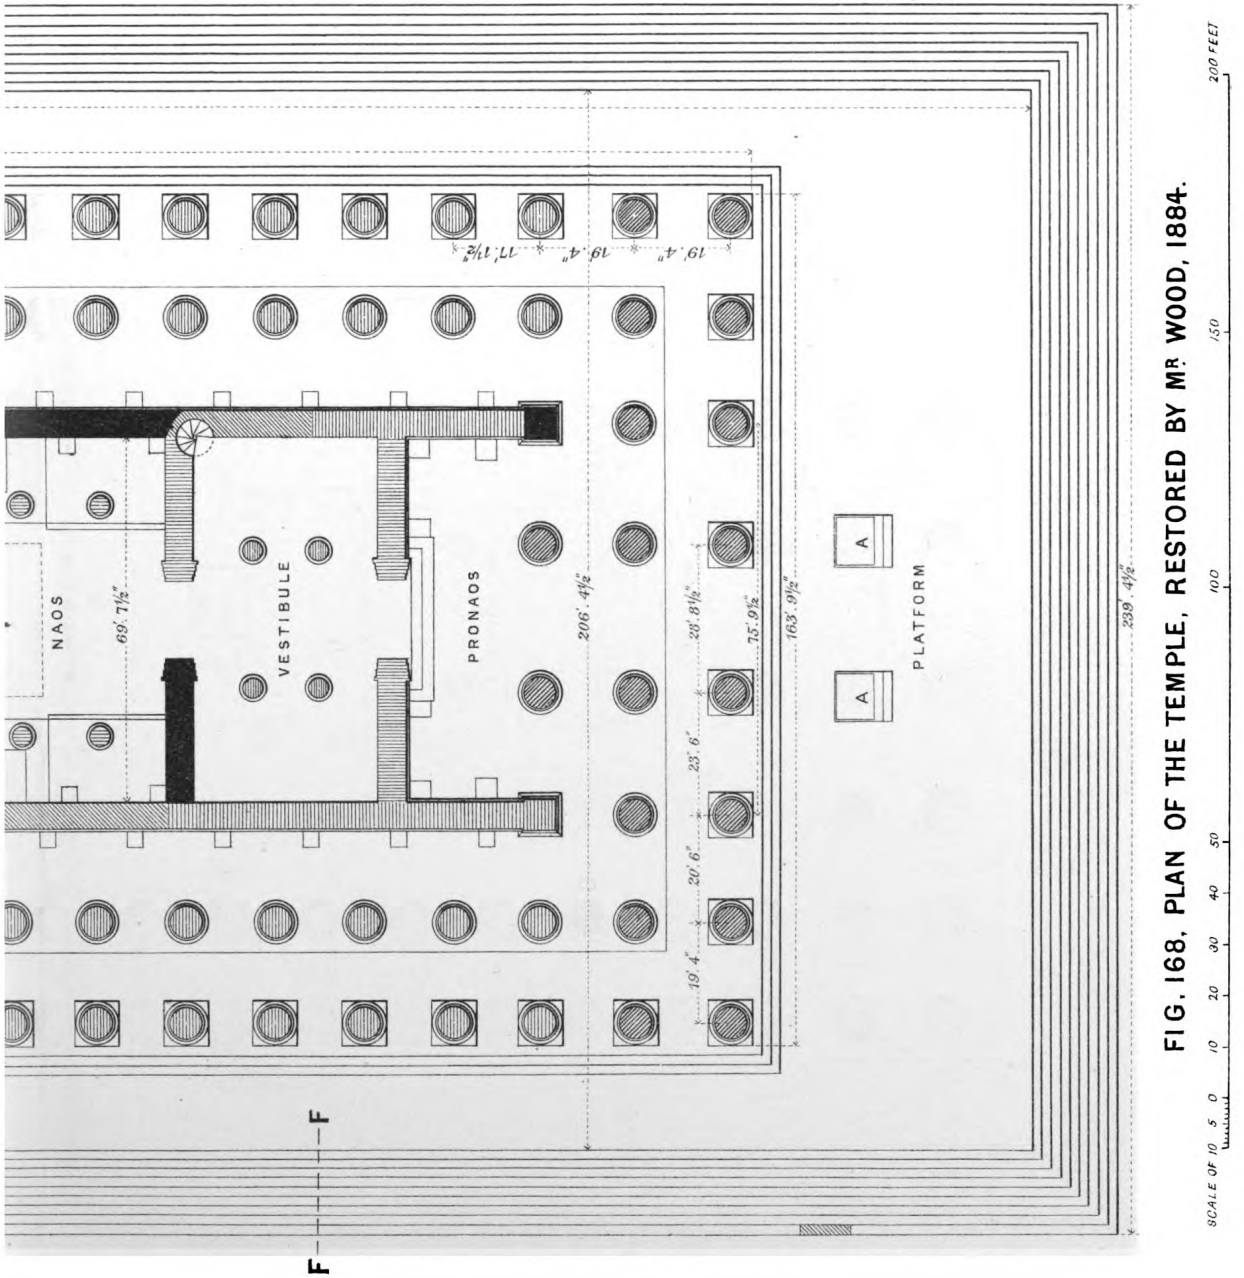 17'. 1½"
19'. 4"
19'. 4"
NAOS
69'. 7½"
VESTIBULE
PRONAOS
206'. 4½"
28'. 8½"
75'. 9½"
163'. 9½"
23'. 6"
20'. 6"
19'. 4"
A
A
PLATFORM
239'. 4½"
F
F
FIG. 168. PLAN OF THE TEMPLE, RESTORED BY MR. WOOD, 1884.
SCALE OF 10 5 0 10 20 30 40 50 100 150 200 FEET